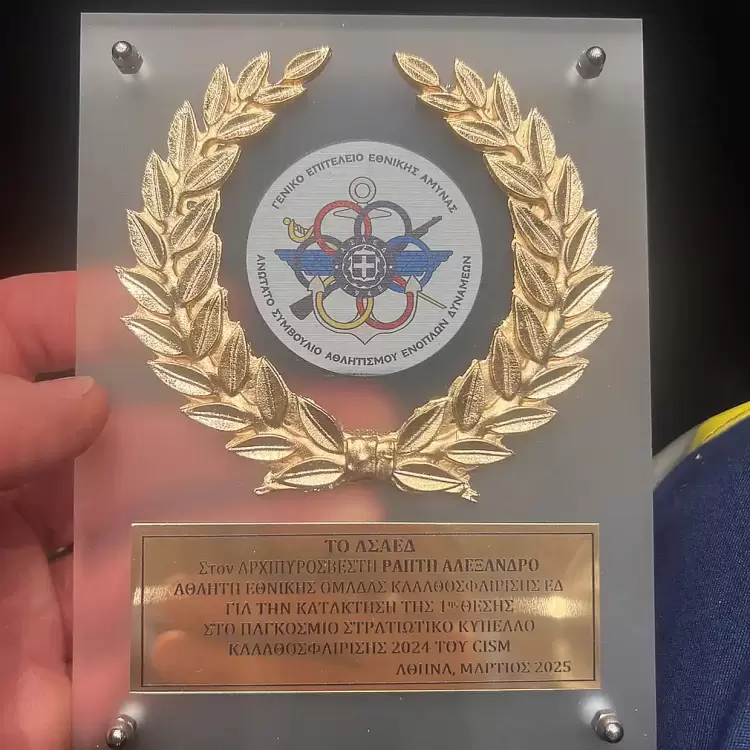 ΓΕΝΙΚΟ ΕΠΙΤΕΛΕΙΟ ΕΘΝΙΚΗΣ ΑΜΥΝΑΣ
ΑΝΩΤΑΤΟ ΣΥΜΒΟΥΛΙΟ ΑΘΛΗΤΙΣΜΟΥ ΕΝΟΠΛΩΝ ΔΥΝΑΜΕΩΝ
ΤΟ ΑΣΑΕΔ
Στον ΑΡΧΙΠΥΡΟΣΒΕΣΤΗ ΡΑΠΤΗ ΑΛΕΞΑΝΔΡΟ
ΑΘΛΗΤΗ ΕΘΝΙΚΗΣ ΟΜΑΔΑΣ ΚΑΛΑΘΟΣΦΑΙΡΙΣΗΣ ΕΔ
ΓΙΑ ΤΗΝ ΚΑΤΑΚΤΗΣΗ ΤΗΣ 1ης ΘΕΣΗΣ
ΣΤΟ ΠΑΓΚΟΣΜΙΟ ΣΤΡΑΤΙΩΤΙΚΟ ΚΥΠΕΛΛΟ
ΚΑΛΑΘΟΣΦΑΙΡΙΣΗΣ 2024 ΤΟΥ CISM
ΑΘΗΝΑ, ΜΑΡΤΙΟΣ 2025